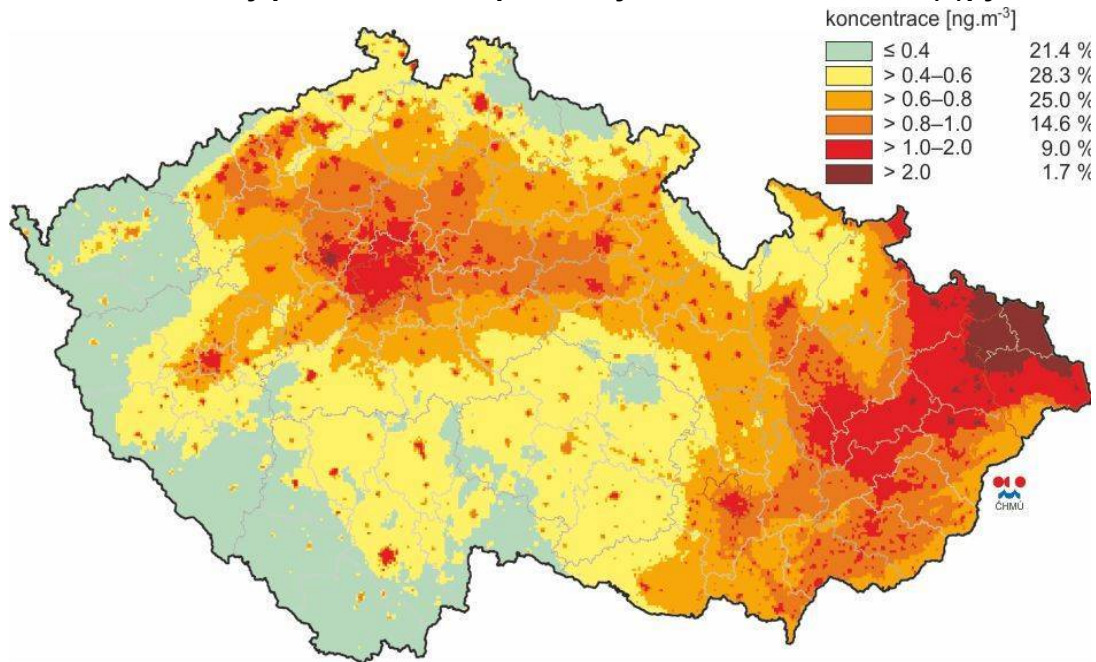 koncentrace [ng.m⁻³]
≤ 0.4 21.4 %
> 0.4–0.6 28.3 %
> 0.6–0.8 25.0 %
> 0.8–1.0 14.6 %
> 1.0–2.0 9.0 %
> 2.0 1.7 %
ČHMÚ